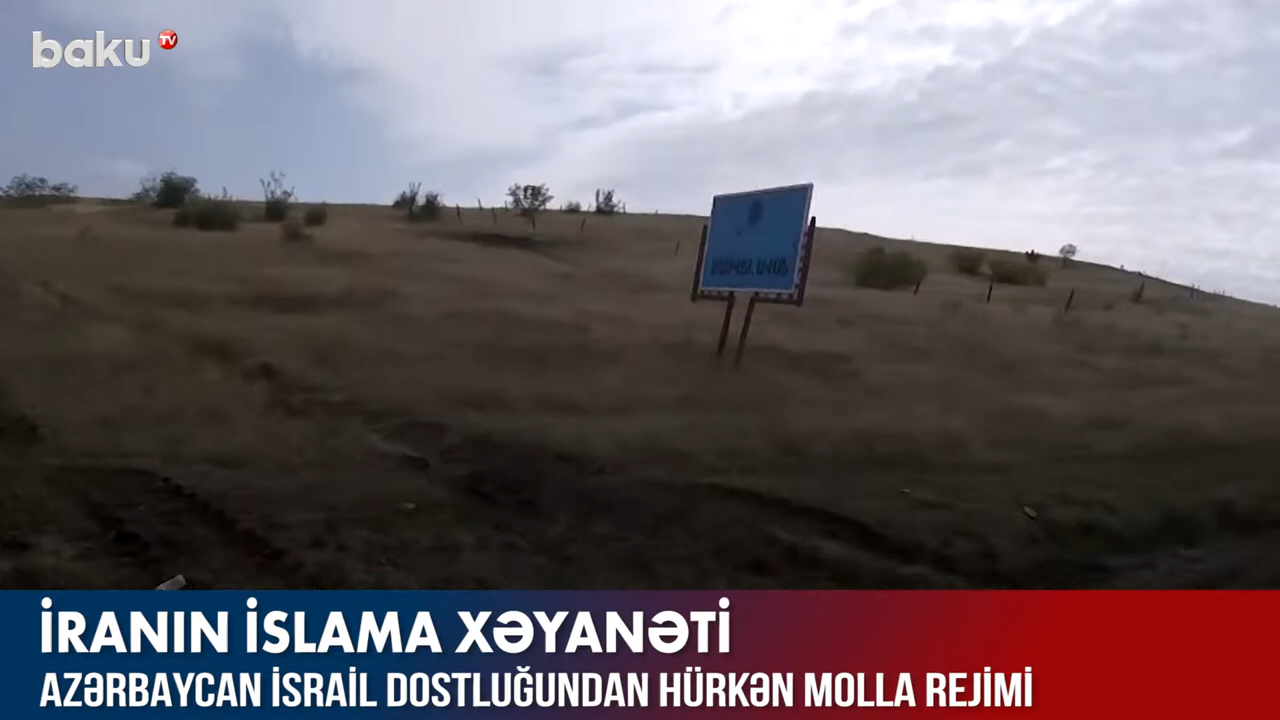 baku TV
İRANIN İSLAMA XƏYANƏTİ
AZƏRBAYCAN İSRAİL DOSTLUĞUNDAN HÜRKƏN MOLLA REJİMİ